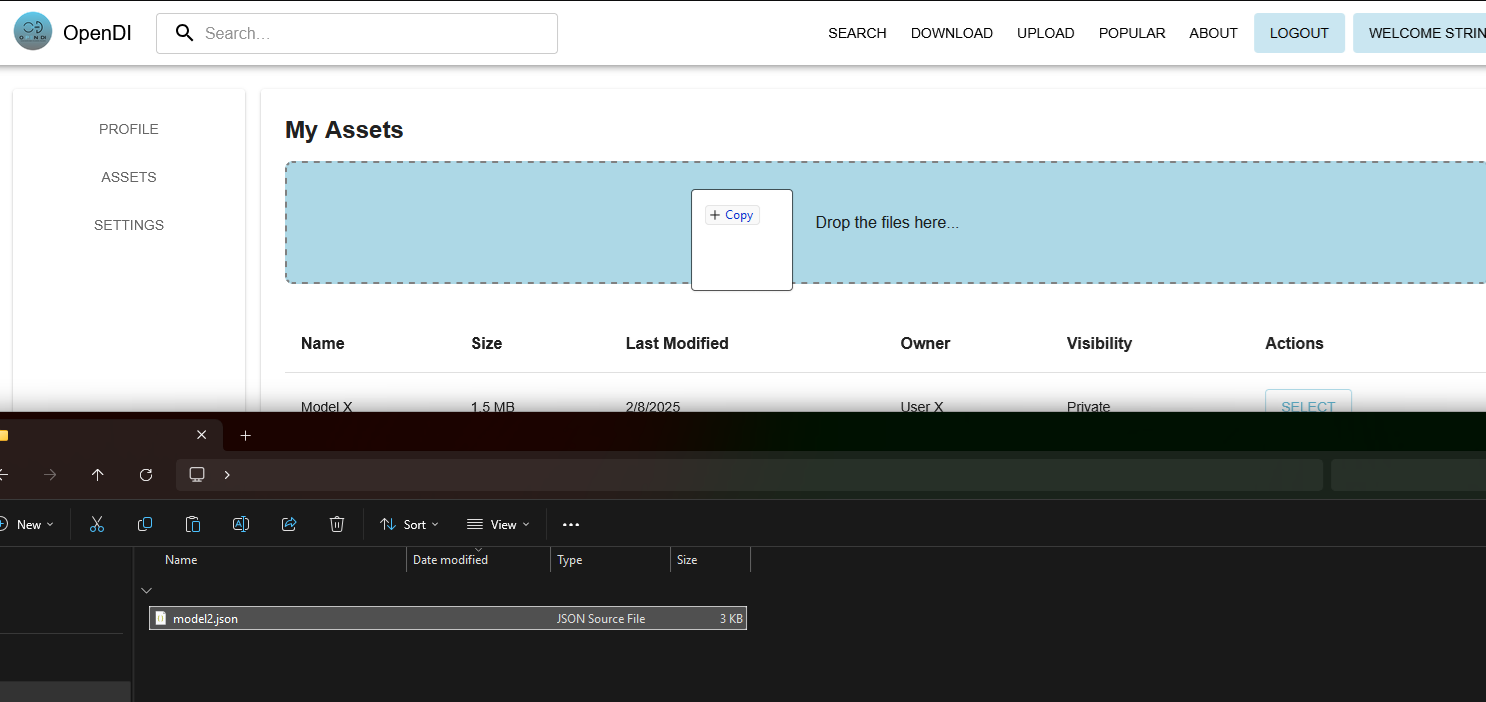 OpenDI Search... SEARCH DOWNLOAD UPLOAD POPULAR ABOUT LOGOUT WELCOME STRIN
PROFILE
ASSETS
SETTINGS
My Assets
+ Copy
Drop the files here...
Name Size Last Modified Owner Visibility Actions
Model X 1.5 MB 2/8/2025 User X Private SELECT
New Sort View
Name Date modified Type Size
model2.json JSON Source File 3 KB